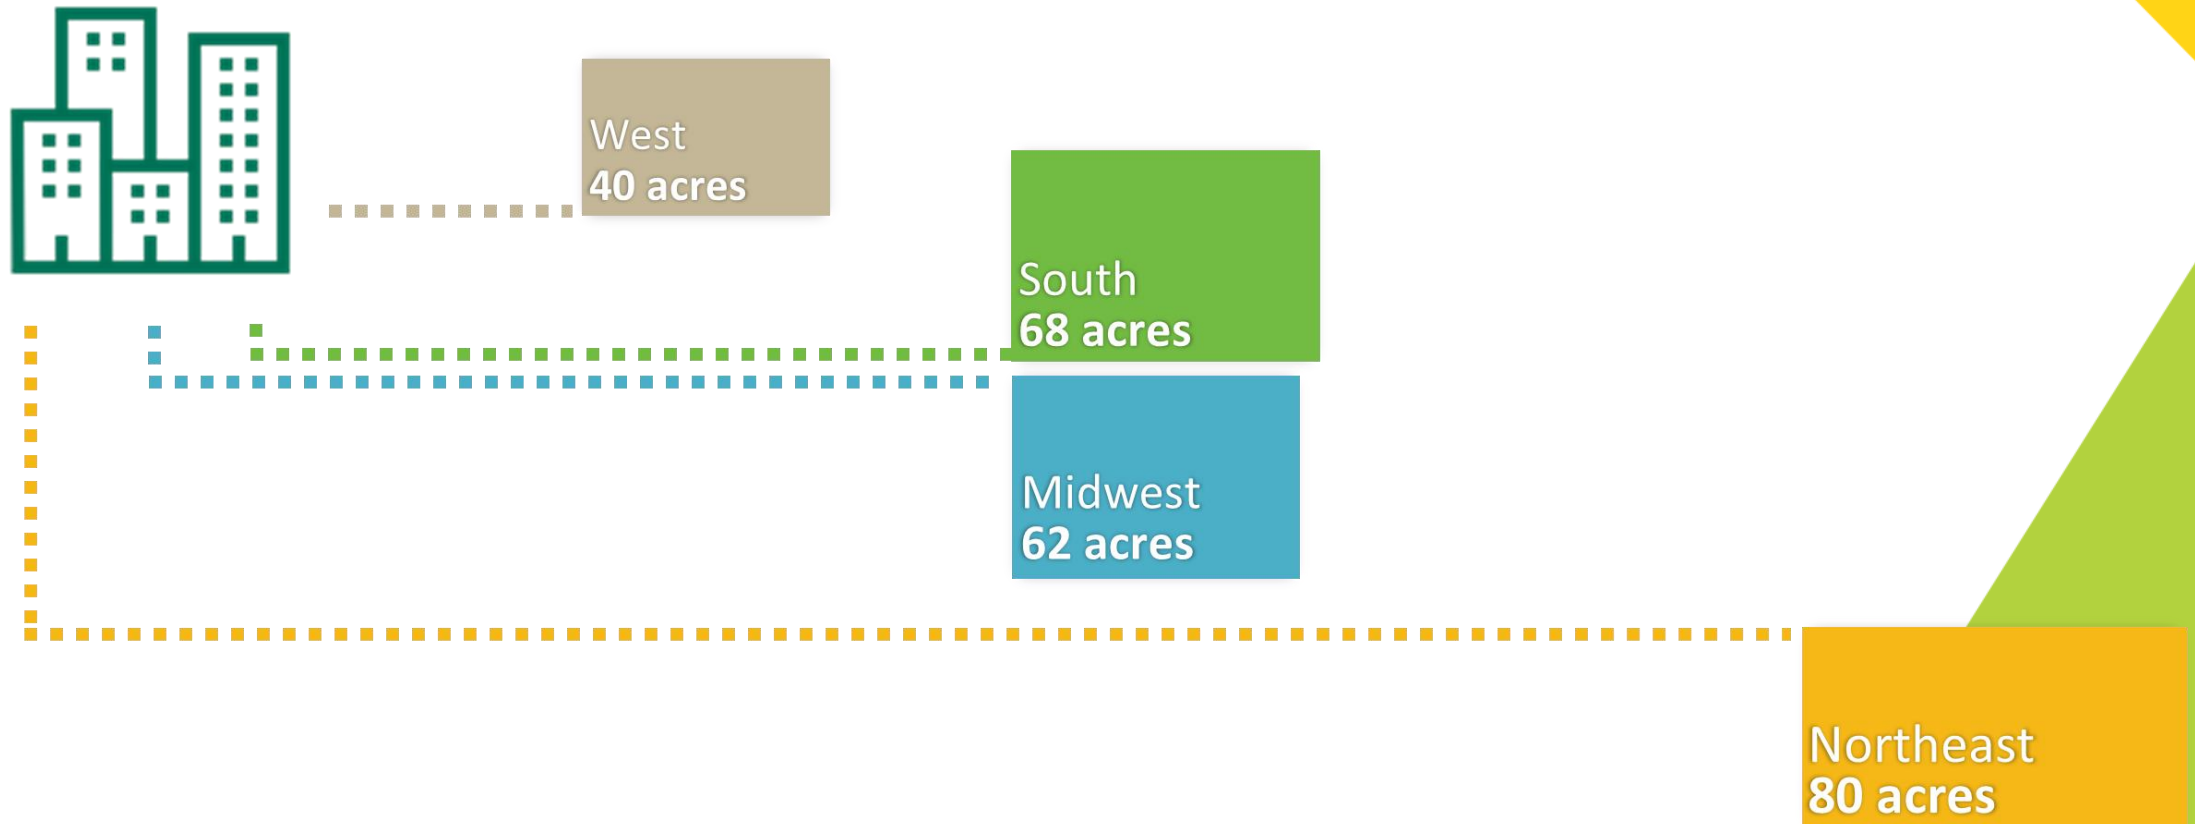 West
40 acres
South
68 acres
Midwest
62 acres
Northeast
80 acres